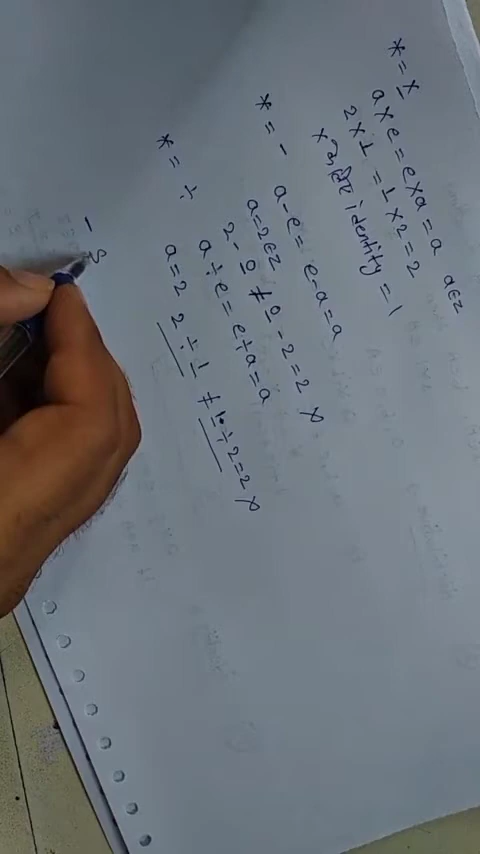 * = x
a x e = e x a = a a∈z
2 x 1 = 1 x 2 = 2
x identity = 1
* = - a - e = e - a = a
a = 2 ∈ z
2 - 0 ≠ 0 - 2 = 2 x
* = ÷ a ÷ e = e ÷ a = a
a = 2 2 ÷ 1 ≠ 1 ÷ 2 = 2 x
-